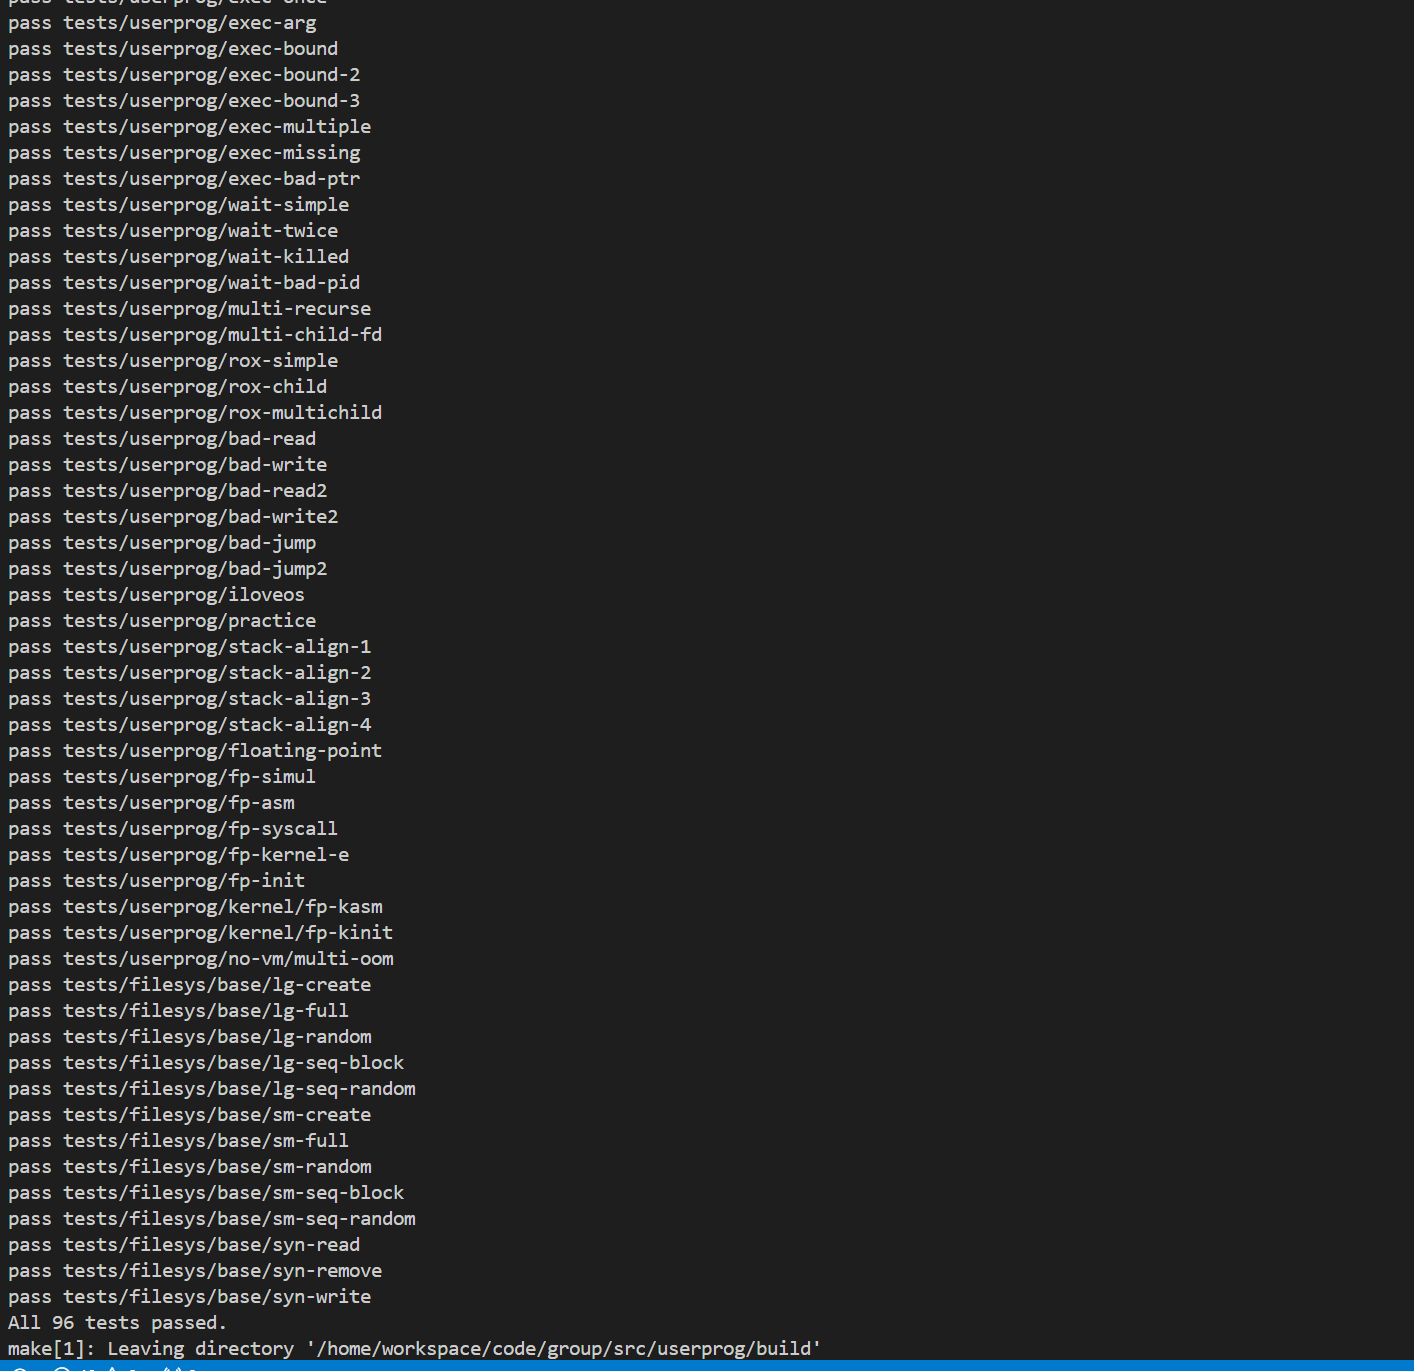 pass tests/userprog/exec-once
pass tests/userprog/exec-arg
pass tests/userprog/exec-bound
pass tests/userprog/exec-bound-2
pass tests/userprog/exec-bound-3
pass tests/userprog/exec-multiple
pass tests/userprog/exec-missing
pass tests/userprog/exec-bad-ptr
pass tests/userprog/wait-simple
pass tests/userprog/wait-twice
pass tests/userprog/wait-killed
pass tests/userprog/wait-bad-pid
pass tests/userprog/multi-recurse
pass tests/userprog/multi-child-fd
pass tests/userprog/rox-simple
pass tests/userprog/rox-child
pass tests/userprog/rox-multichild
pass tests/userprog/bad-read
pass tests/userprog/bad-write
pass tests/userprog/bad-read2
pass tests/userprog/bad-write2
pass tests/userprog/bad-jump
pass tests/userprog/bad-jump2
pass tests/userprog/iloveos
pass tests/userprog/practice
pass tests/userprog/stack-align-1
pass tests/userprog/stack-align-2
pass tests/userprog/stack-align-3
pass tests/userprog/stack-align-4
pass tests/userprog/floating-point
pass tests/userprog/fp-simul
pass tests/userprog/fp-asm
pass tests/userprog/fp-syscall
pass tests/userprog/fp-kernel-e
pass tests/userprog/fp-init
pass tests/userprog/kernel/fp-kasm
pass tests/userprog/kernel/fp-kinit
pass tests/userprog/no-vm/multi-oom
pass tests/filesys/base/lg-create
pass tests/filesys/base/lg-full
pass tests/filesys/base/lg-random
pass tests/filesys/base/lg-seq-block
pass tests/filesys/base/lg-seq-random
pass tests/filesys/base/sm-create
pass tests/filesys/base/sm-full
pass tests/filesys/base/sm-random
pass tests/filesys/base/sm-seq-block
pass tests/filesys/base/sm-seq-random
pass tests/filesys/base/syn-read
pass tests/filesys/base/syn-remove
pass tests/filesys/base/syn-write
All 96 tests passed.
make[1]: Leaving directory '/home/workspace/code/group/src/userprog/build'